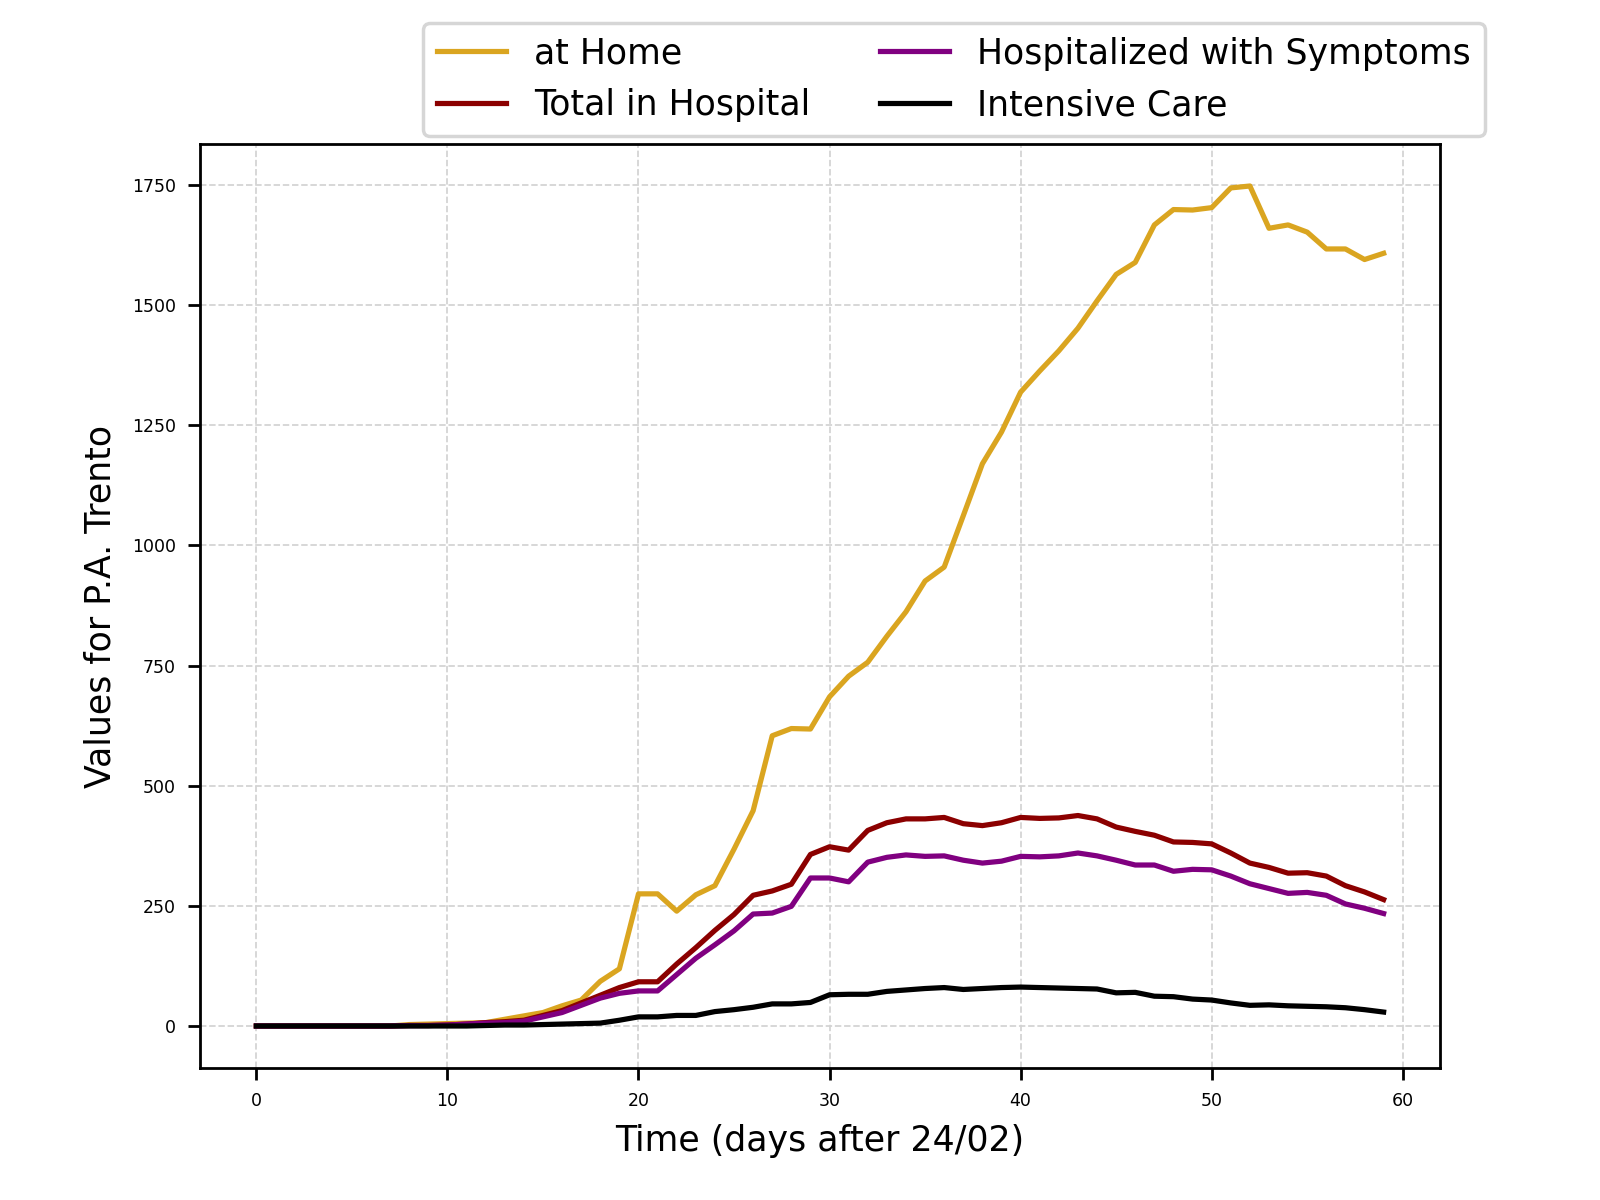 at Home
Total in Hospital
Hospitalized with Symptoms
Intensive Care
1750
1500
1250
1000
750
500
250
0
Values for P.A. Trento
0 10 20 30 40 50 60
Time (days after 24/02)